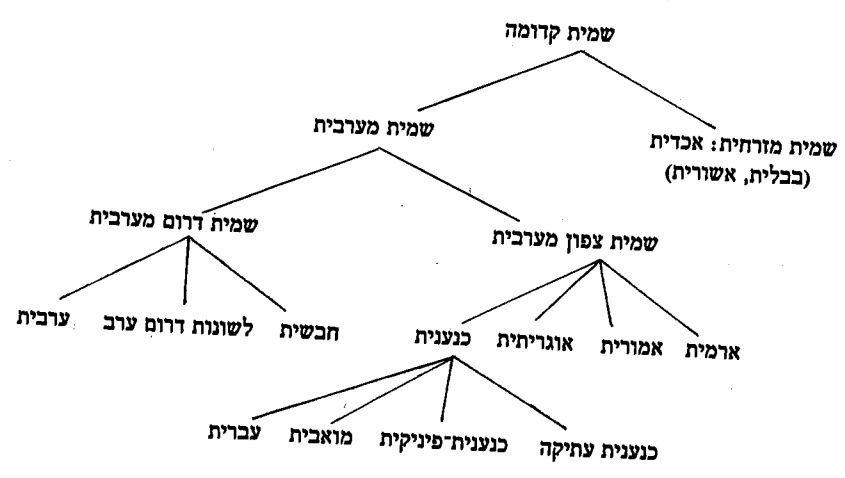 שמית קדומה
שמית מערבית
שמית מזרחית: אכדית
(בבלית, אשורית)
שמית דרום מערבית
שמית צפון מערבית
חבשית
לשונות דרום ערב
ערבית
ארמית
אמורית
אוגריתית
כנענית
כנענית עתיקה
כנענית־פיניקית
מואבית
עברית